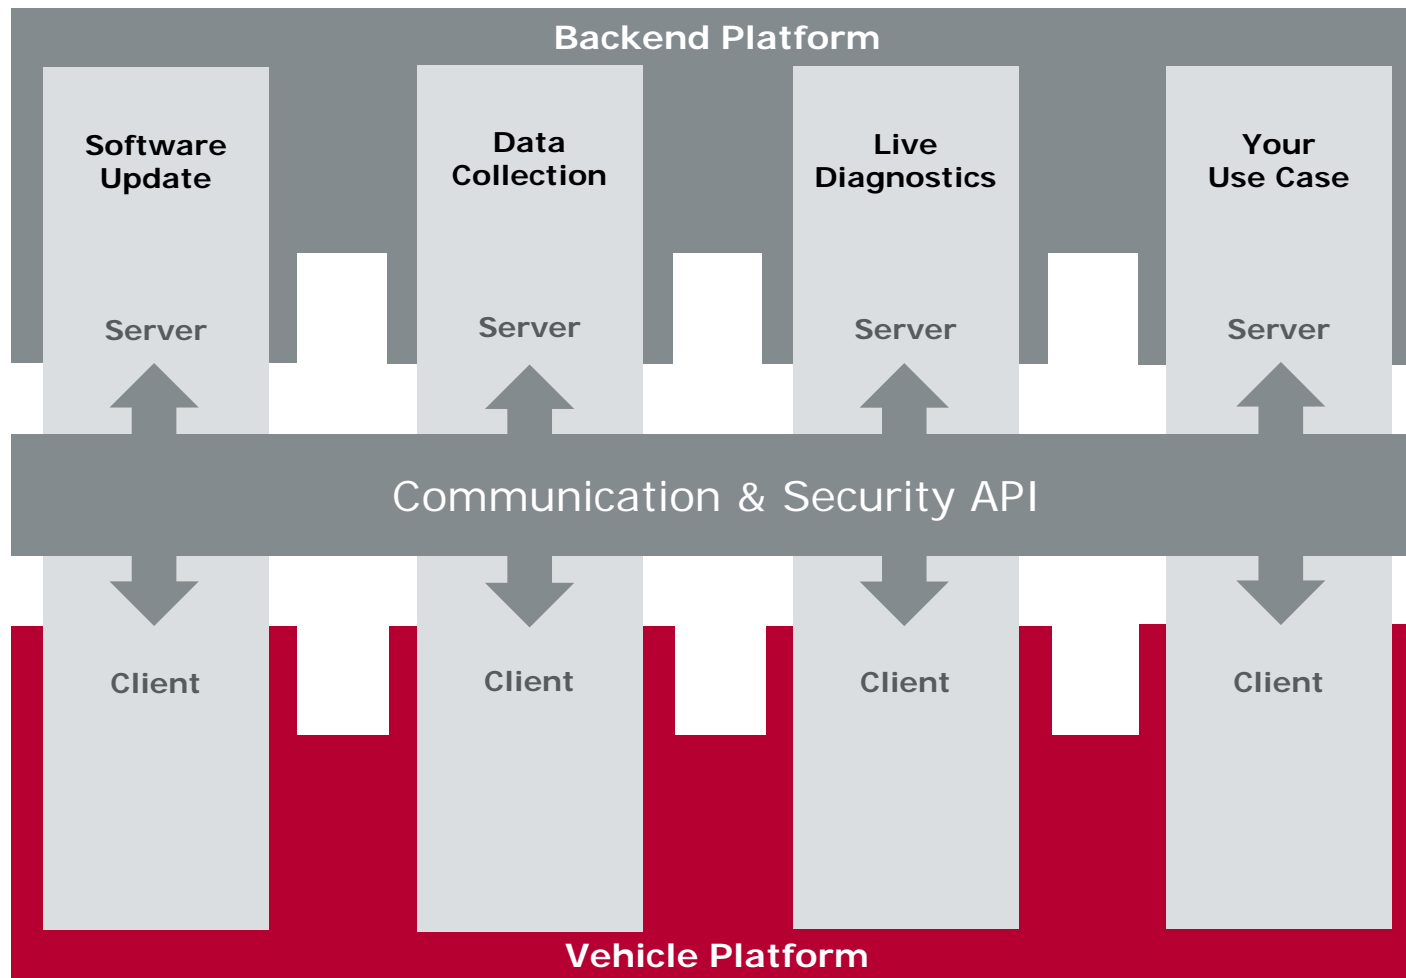 Backend Platform
Software
Update
Data
Collection
Live
Diagnostics
Your
Use Case
Server
Server
Server
Server
Communication & Security API
Client
Client
Client
Client
Vehicle Platform